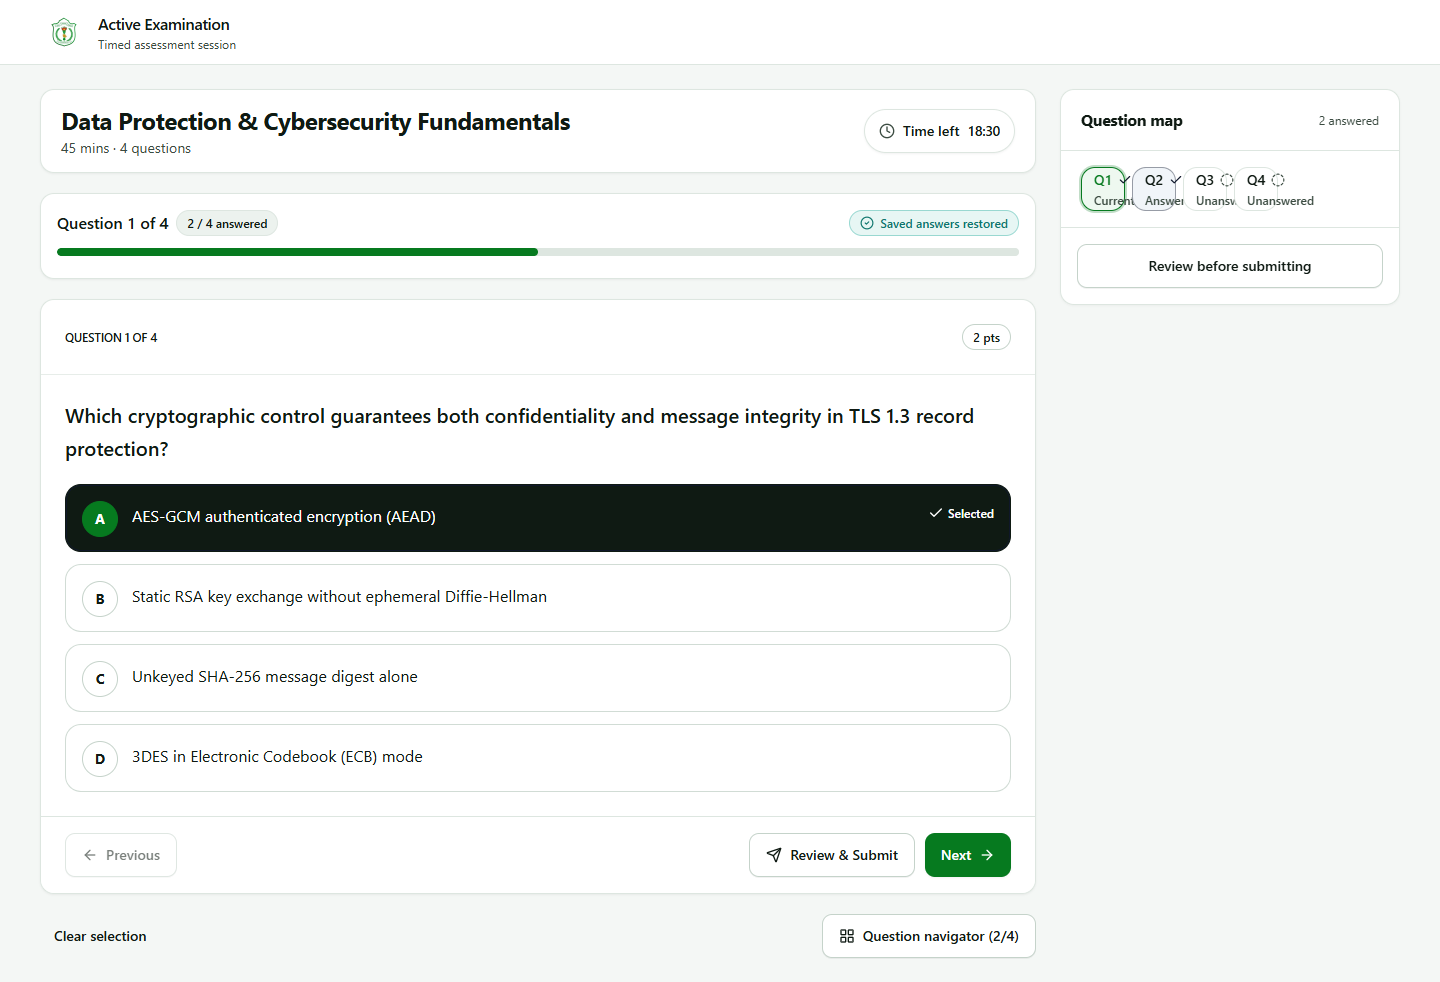 Active Examination
Timed assessment session
Data Protection & Cybersecurity Fundamentals
45 mins · 4 questions
Time left 18:30
Question 1 of 4
2 / 4 answered
Saved answers restored
QUESTION 1 OF 4
2 pts
Which cryptographic control guarantees both confidentiality and message integrity in TLS 1.3 record
protection?
A AES-GCM authenticated encryption (AEAD)
Selected
B Static RSA key exchange without ephemeral Diffie-Hellman
C Unkeyed SHA-256 message digest alone
D 3DES in Electronic Codebook (ECB) mode
Previous
Review & Submit
Next
Clear selection
Question navigator (2/4)
Question map
2 answered
Q1 Q2 Q3 Q4
Current Answer Unansw Unanswered
Review before submitting